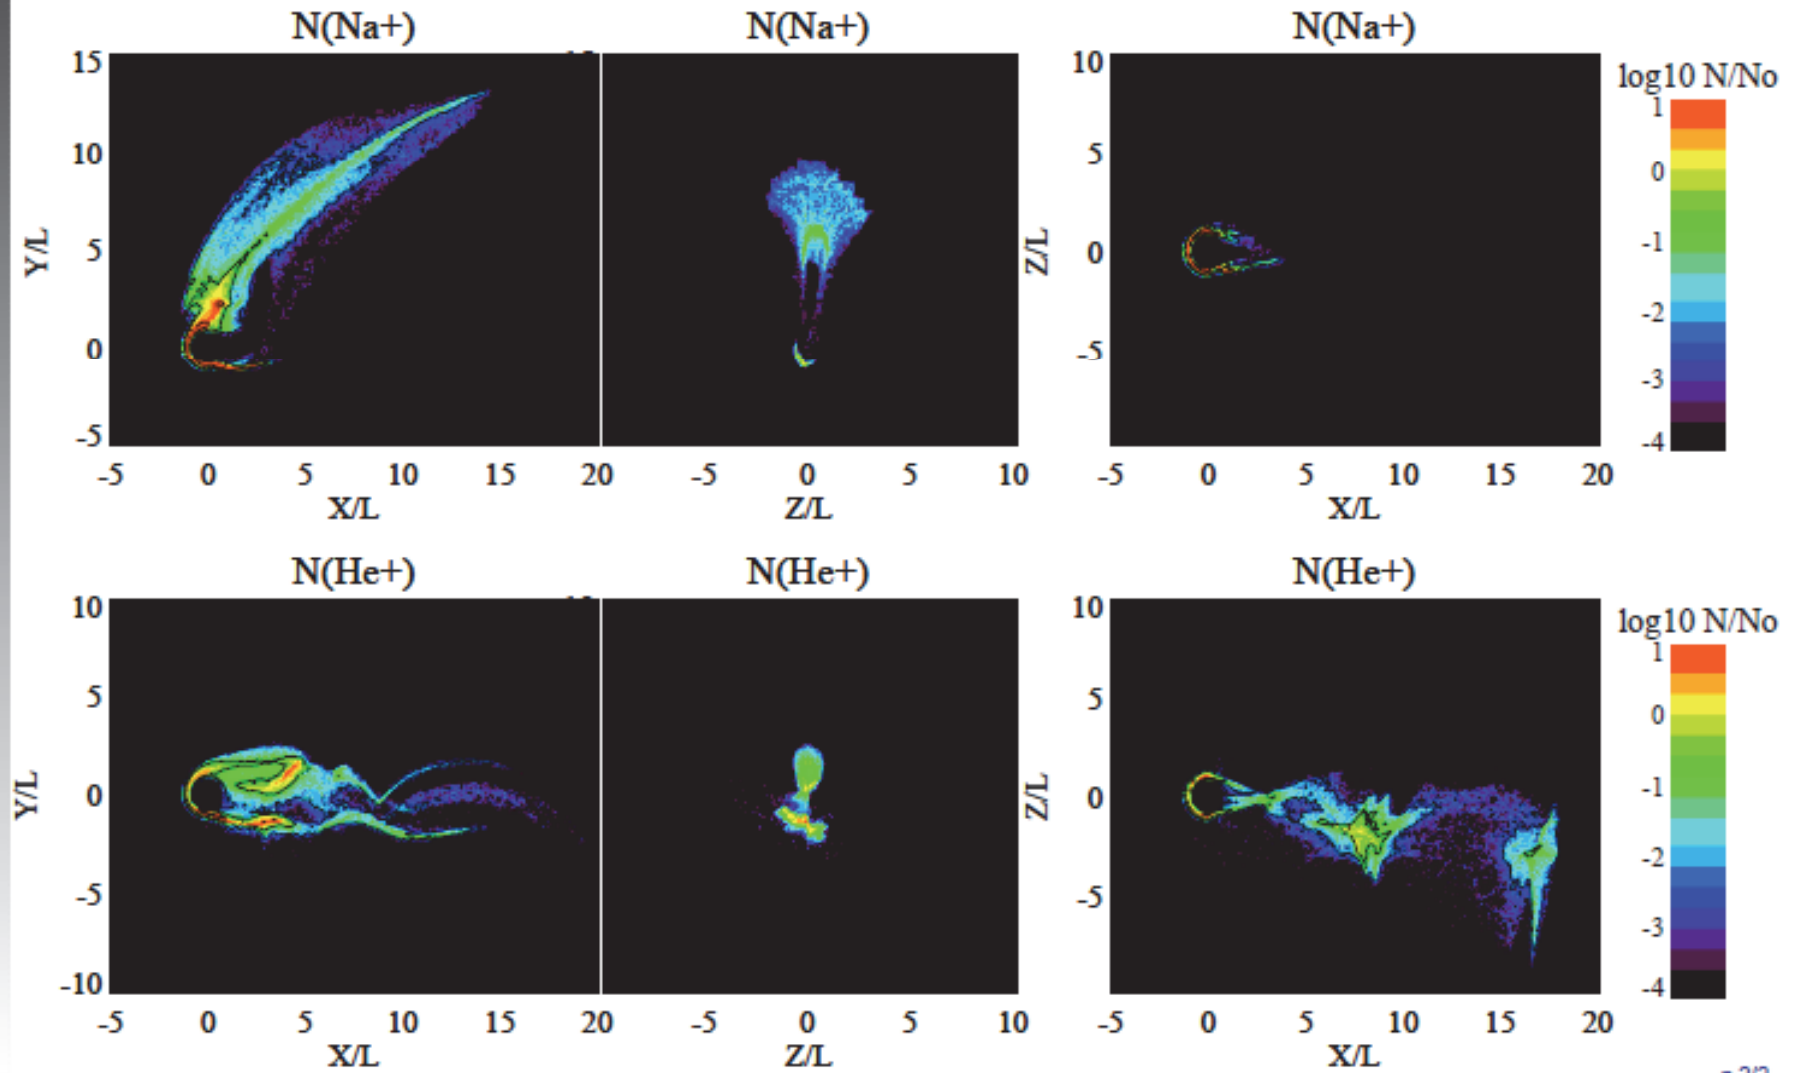 N(Na+) N(Na+) N(Na+)
log10 N/No
15 10 5 0 -5
Y/L
-5 0 5 10 15 20
X/L
-5 0 5 10
Z/L
10 5 0 -5
Z/L
-5 0 5 10 15 20
X/L
1 0 -1 -2 -3 -4
N(He+) N(He+) N(He+)
log10 N/No
10 5 0 -5 -10
Y/L
-5 0 5 10 15 20
X/L
-5 0 5 10
Z/L
10 5 0 -5
Z/L
-5 0 5 10 15 20
X/L
1 0 -1 -2 -3 -4